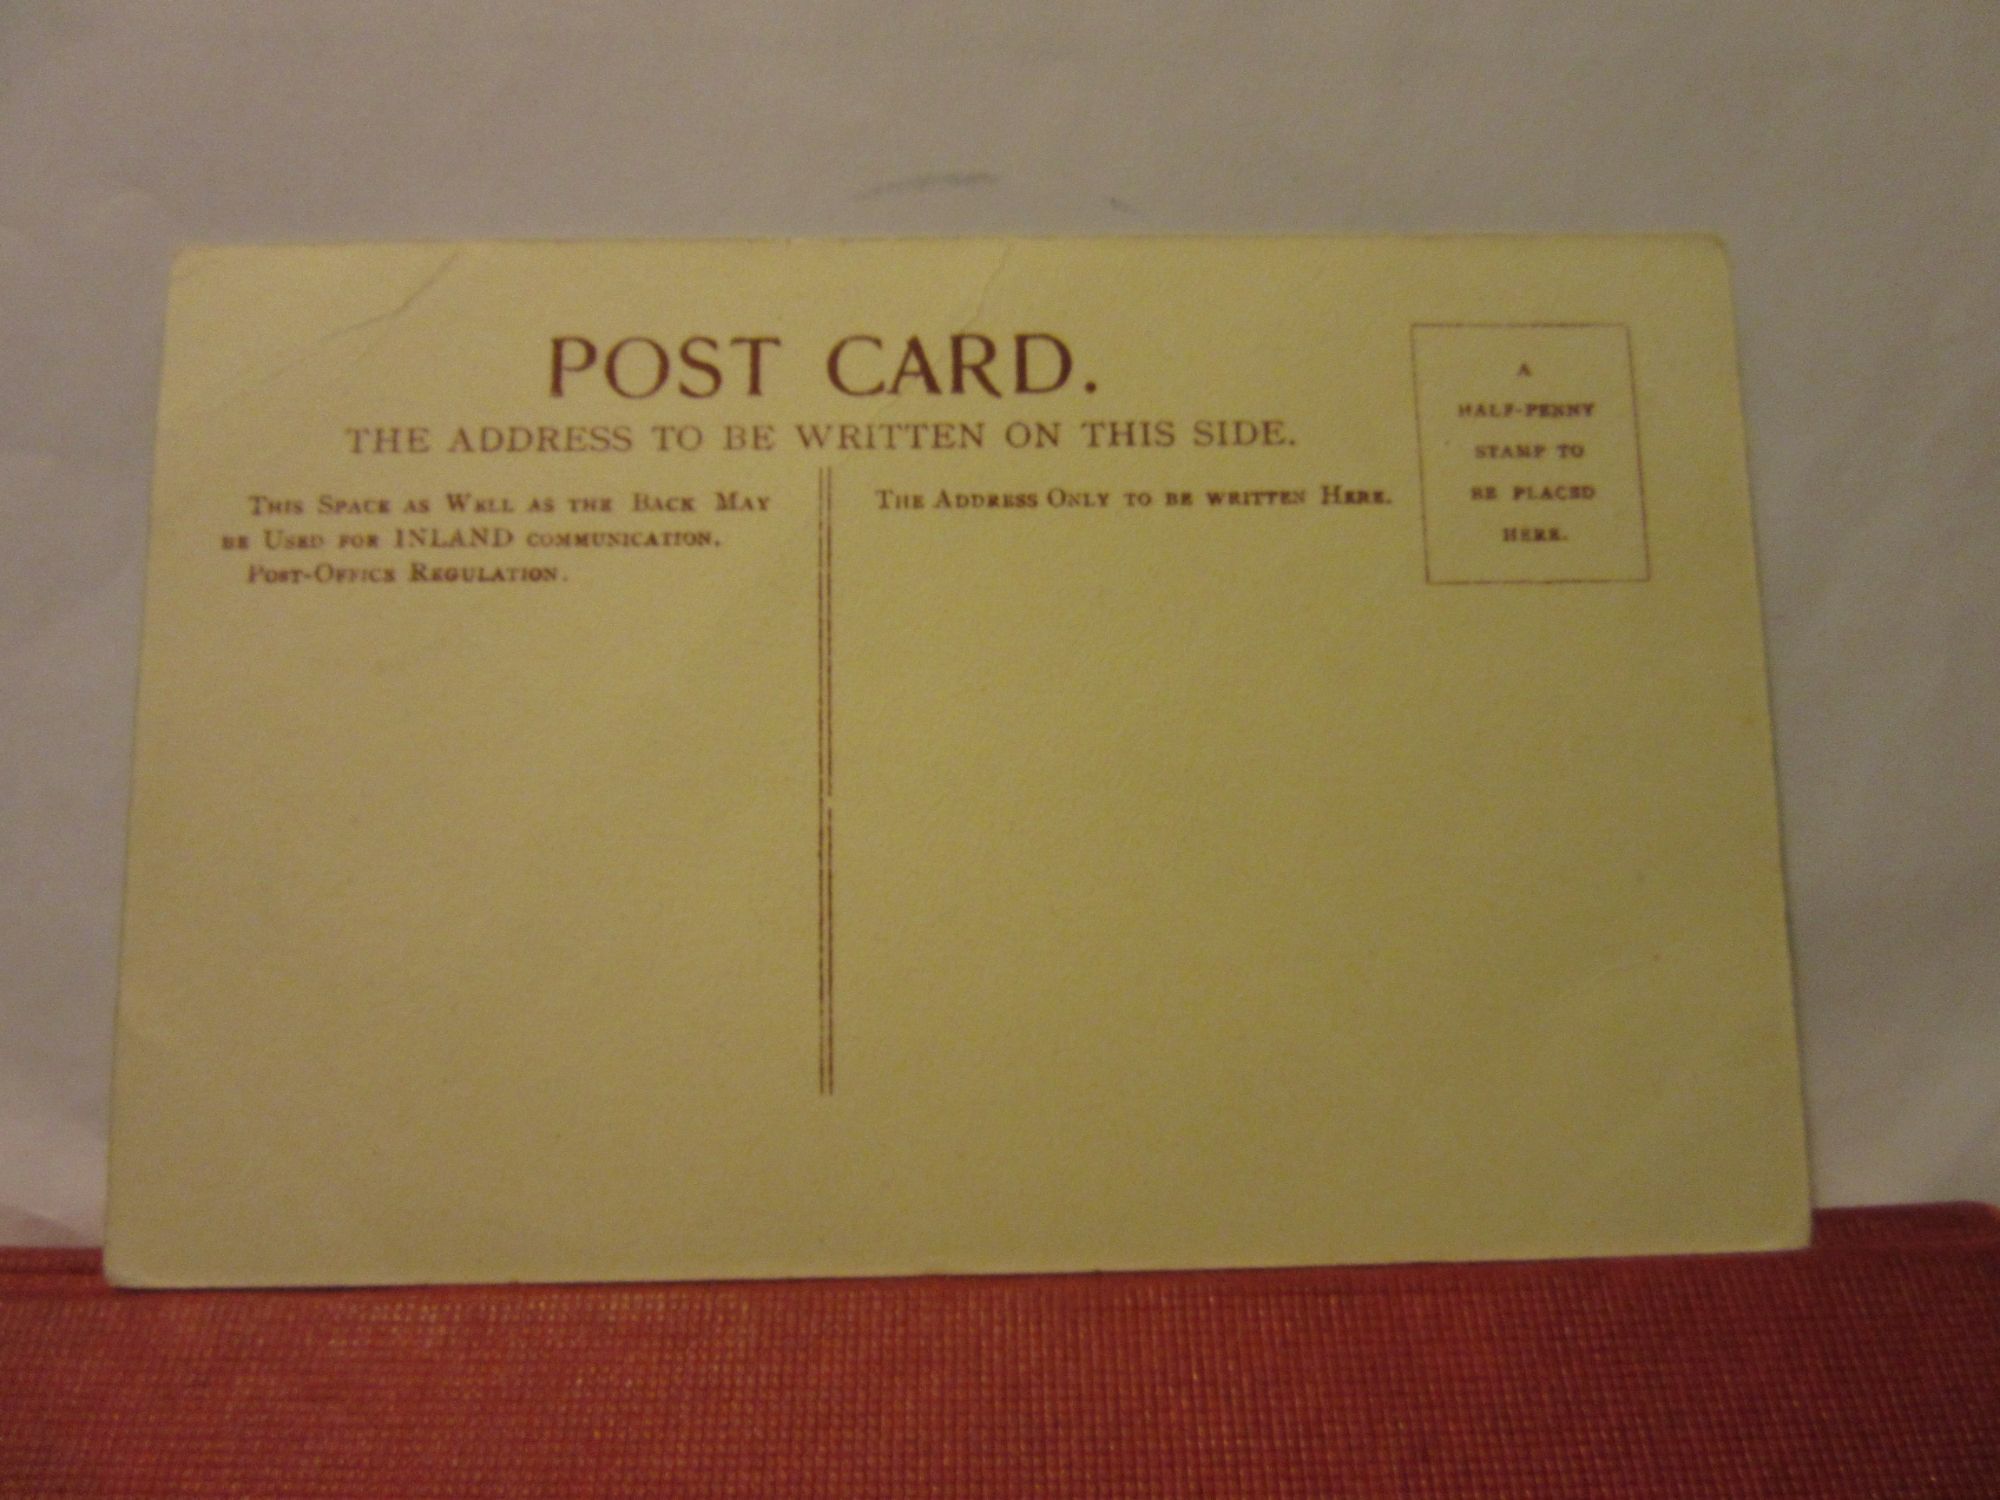 POST CARD.
THE ADDRESS TO BE WRITTEN ON THIS SIDE.
THIS SPACE AS WELL AS THE BACK MAY
BE USED FOR INLAND COMMUNICATION.
POST-OFFICE REGULATION.
THE ADDRESS ONLY TO BE WRITTEN HERE.
A
HALF-PENNY
STAMP TO
BE PLACED
HERE.